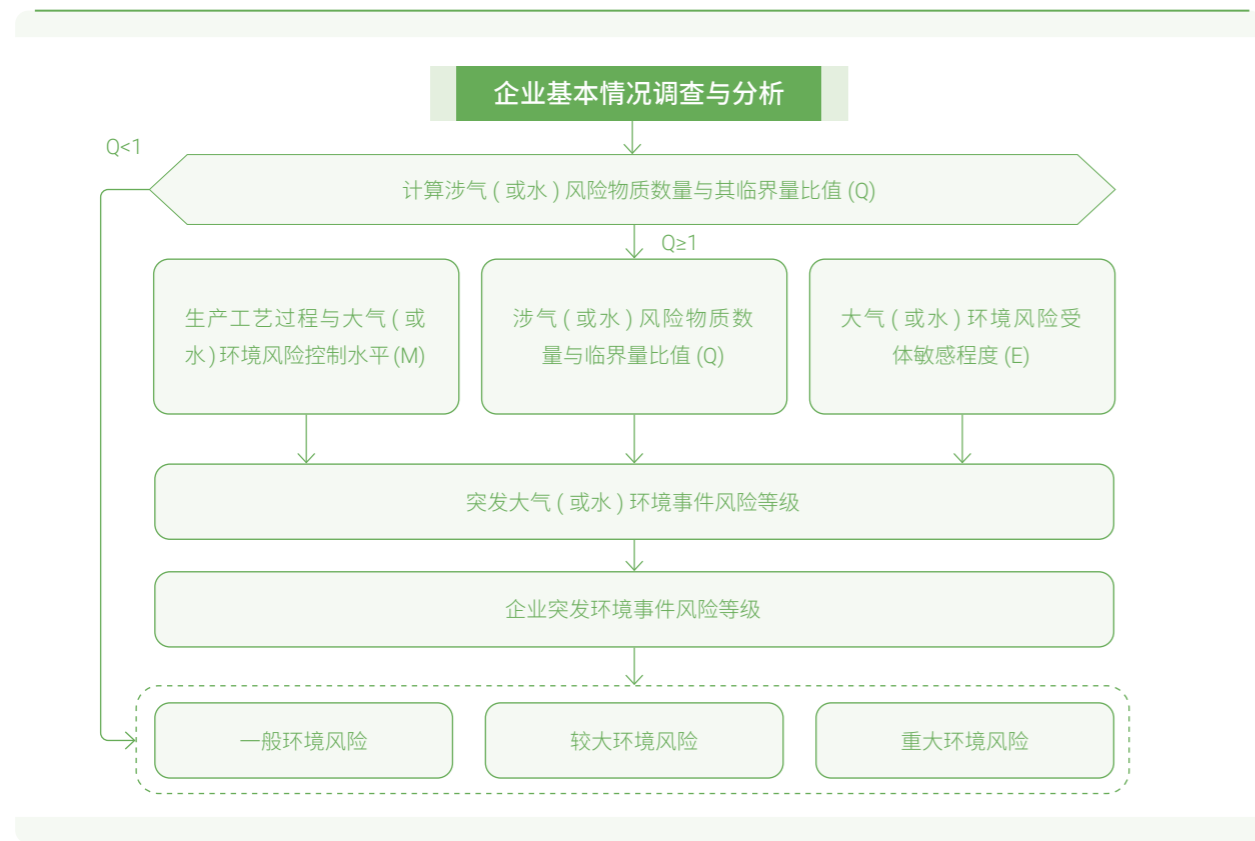 企业基本情况调查与分析
Q<1
计算涉气 ( 或水 ) 风险物质数量与其临界量比值 (Q)
Q≥1
生产工艺过程与大气 ( 或
水 ) 环境风险控制水平 (M)
涉气 ( 或水 ) 风险物质数
量与临界量比值 (Q)
大气 ( 或水 ) 环境风险受
体敏感程度 (E)
突发大气 ( 或水 ) 环境事件风险等级
企业突发环境事件风险等级
一般环境风险
较大环境风险
重大环境风险